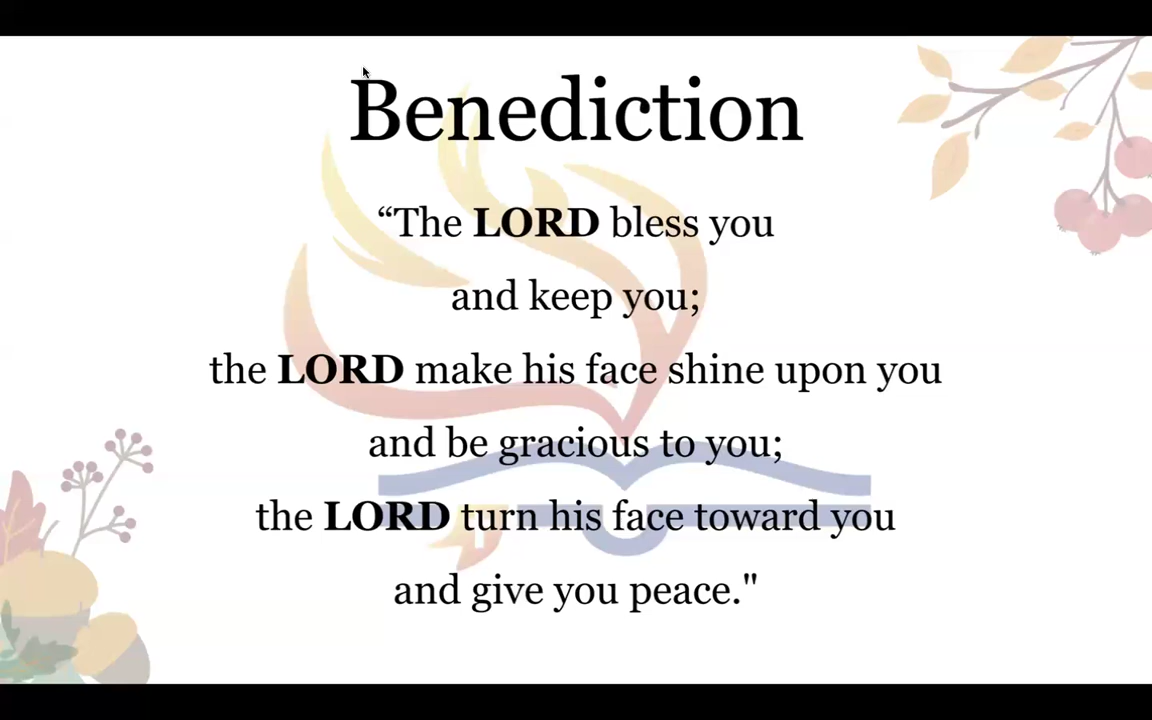 Benediction
“The LORD bless you
and keep you;
the LORD make his face shine upon you
and be gracious to you;
the LORD turn his face toward you
and give you peace."